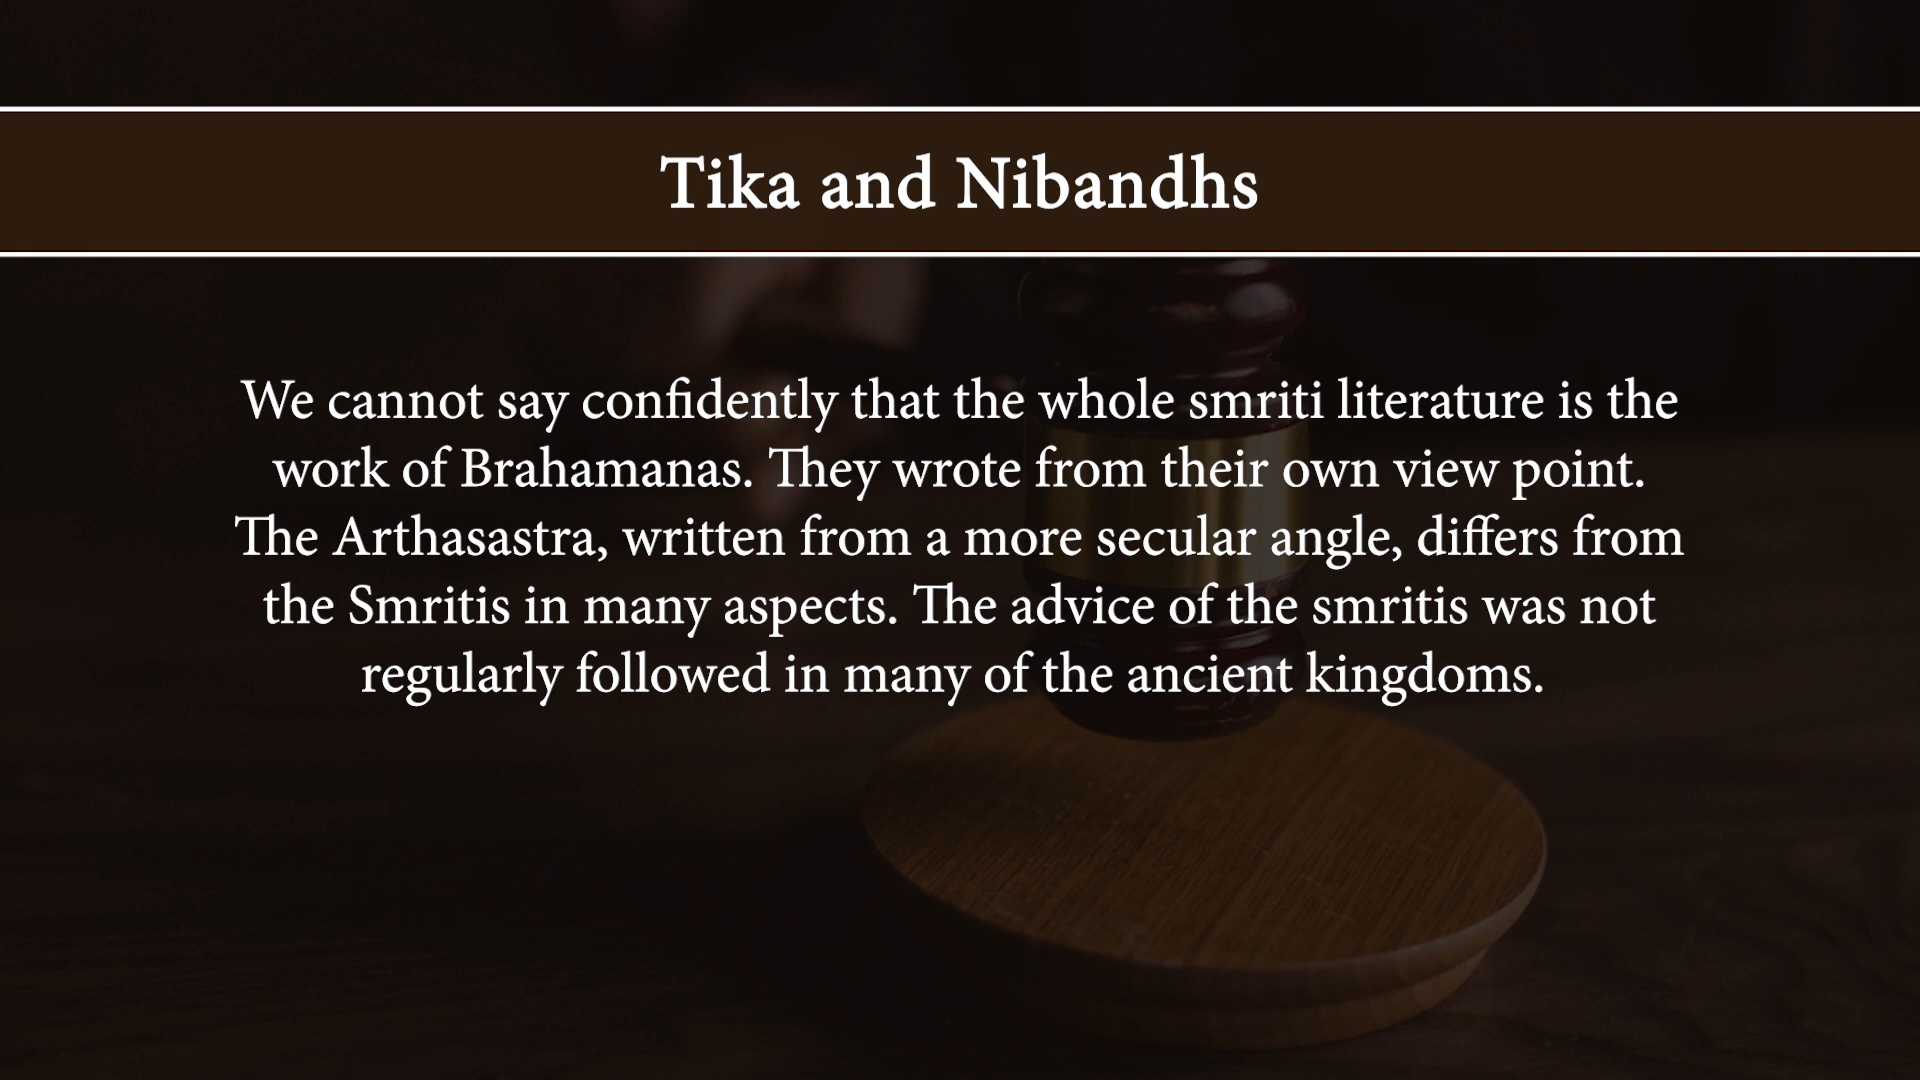 Tika and Nibandhs
We cannot say confidently that the whole smriti literature is the
work of Brahamanas. They wrote from their own view point.
The Arthasastra, written from a more secular angle, differs from
the Smritis in many aspects. The advice of the smritis was not
regularly followed in many of the ancient kingdoms.